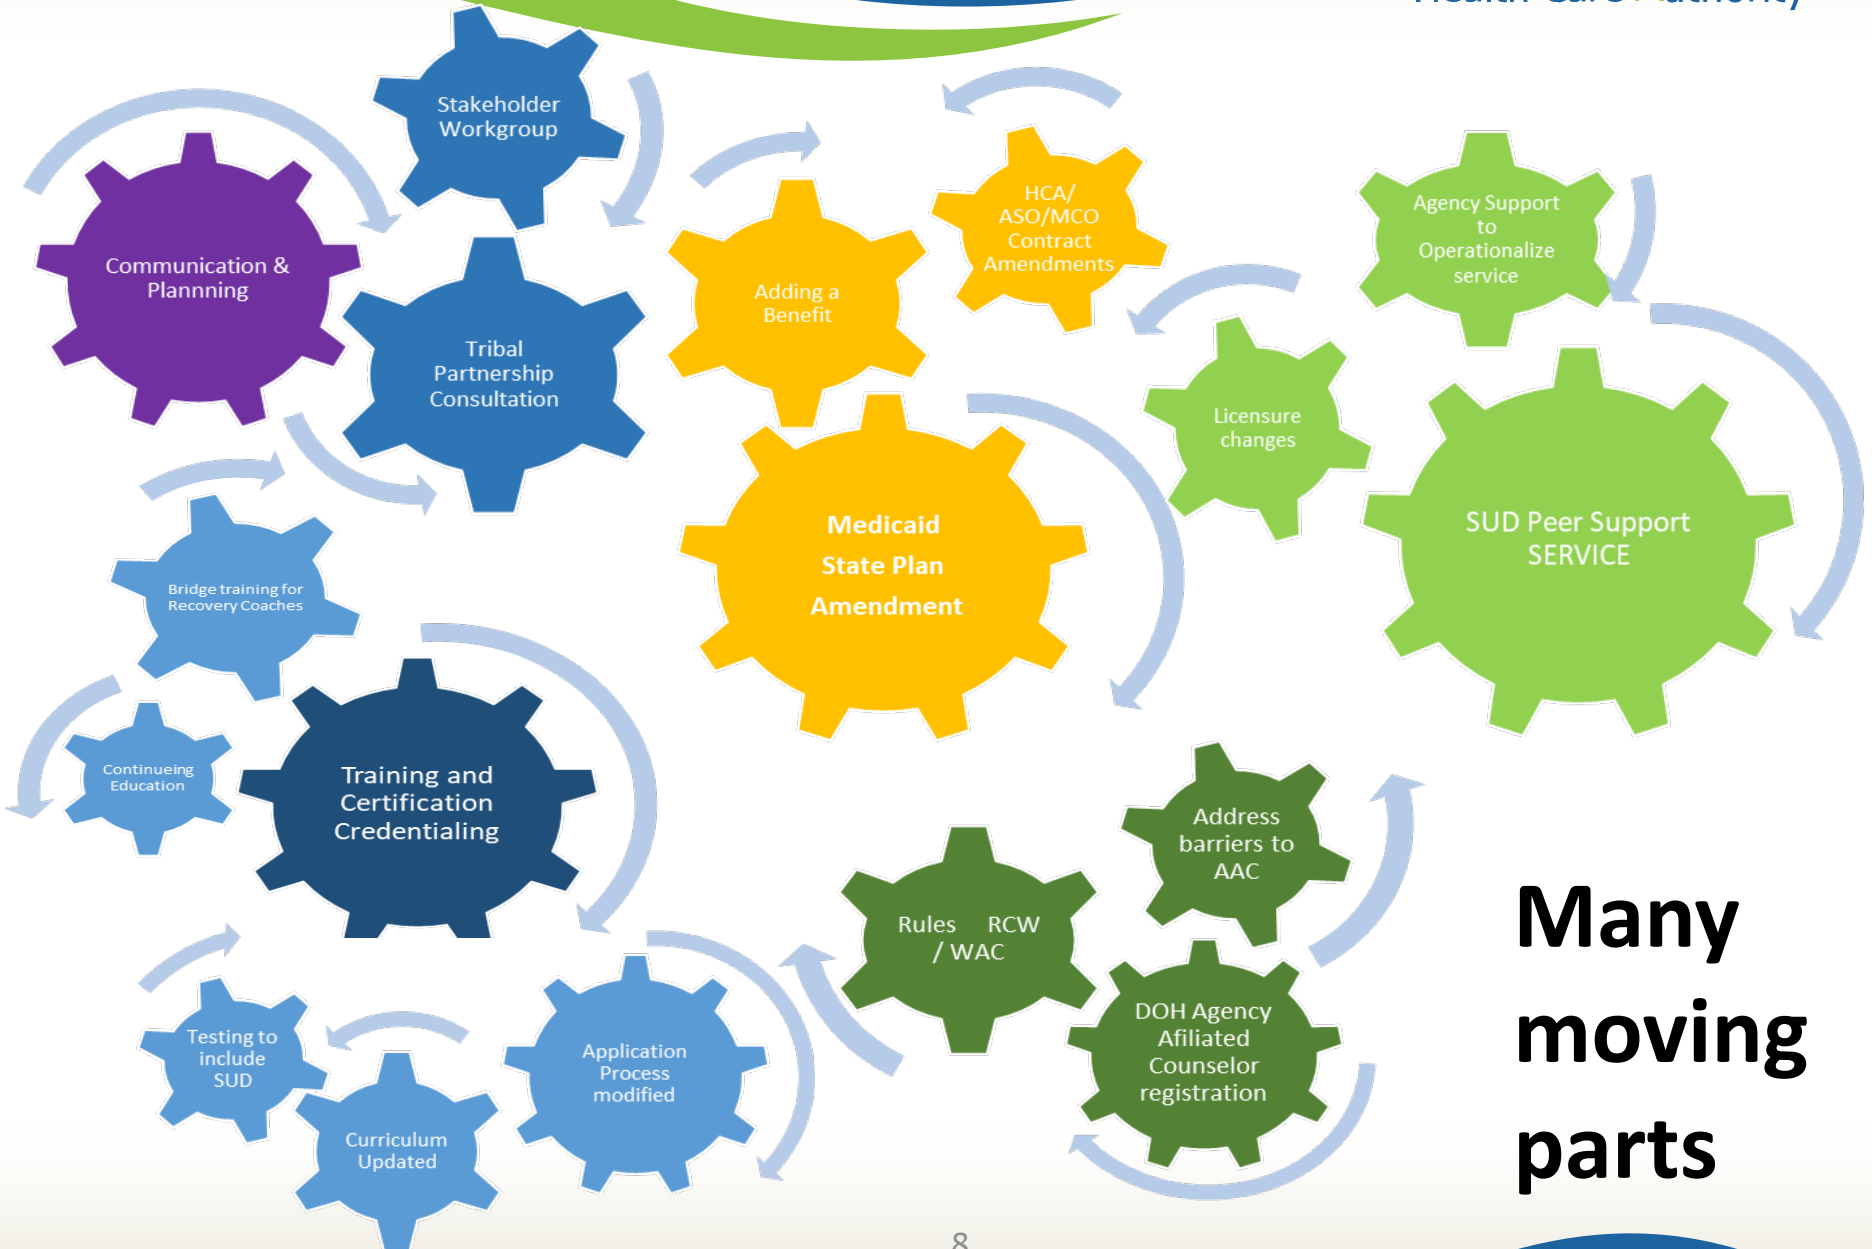 Health Care Authority
Stakeholder
Workgroup
Communication &
Plannning
Tribal
Partnership
Consultation
Adding a
Benefit
HCA/
ASO/MCO
Contract
Amendments
Medicaid
State Plan
Amendment
Licensure
changes
Agency Support
to
Operationalize
service
SUD Peer Support
SERVICE
Bridge training for
Recovery Coaches
Continueing
Education
Training and
Certification
Credentialing
Testing to
include
SUD
Curriculum
Updated
Application
Process
modified
Rules RCW
/ WAC
Address
barriers to
AAC
DOH Agency
Afiliated
Counselor
registration
Many
moving
parts
8